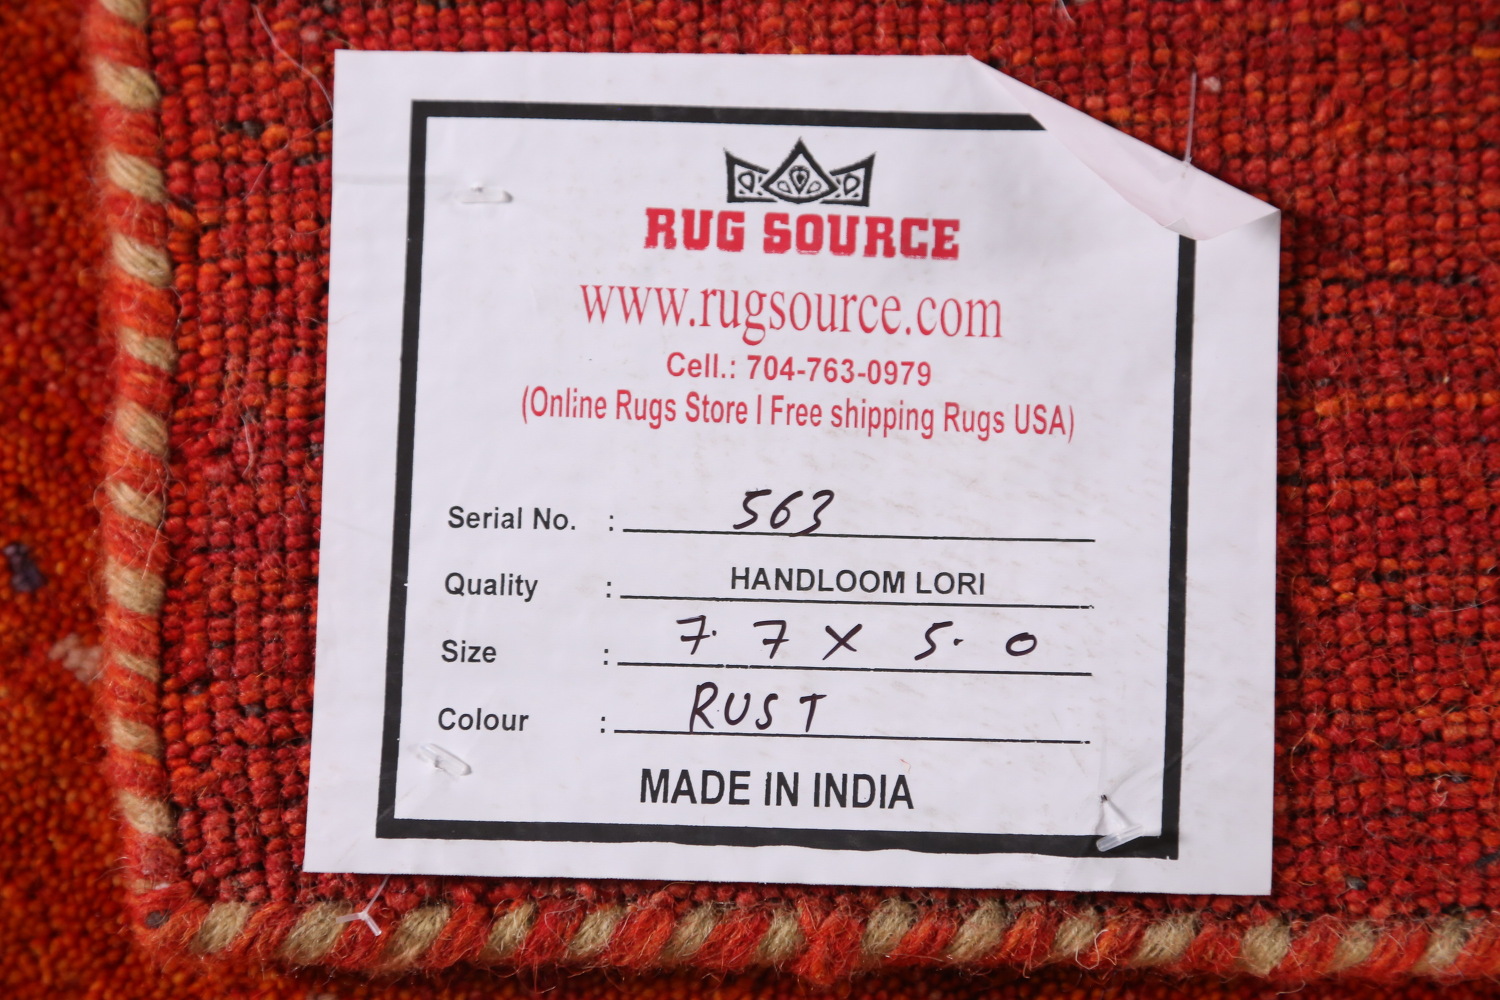 RUG SOURCE
www.rugsource.com
Cell.: 704-763-0979
(Online Rugs Store I Free shipping Rugs USA)
Serial No. : 563
Quality : HANDLOOM LORI
Size : 7.7 X 5.0
Colour : RUST
MADE IN INDIA